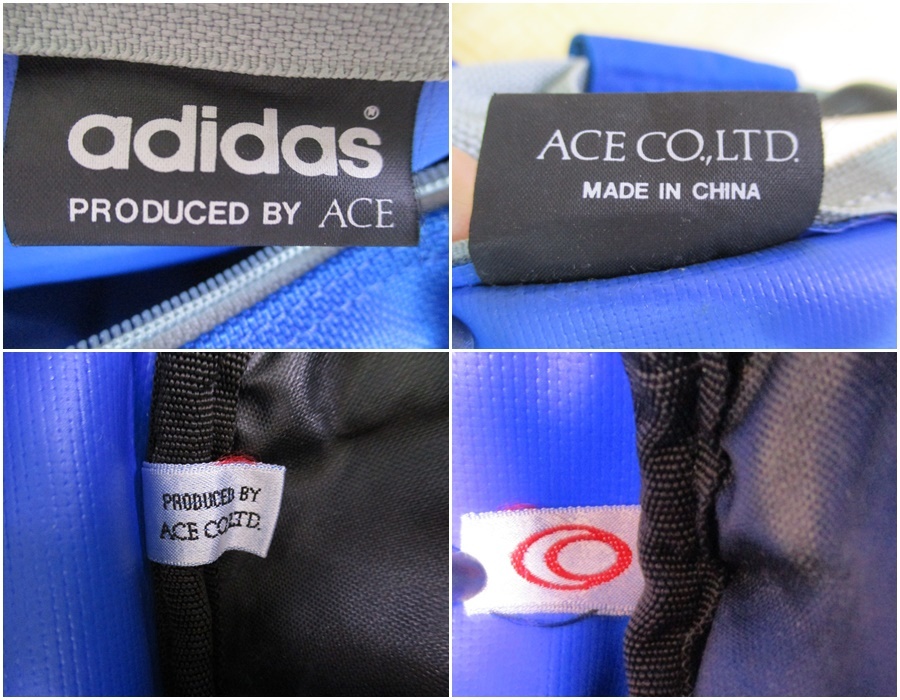 adidas®
PRODUCED BY ACE
ACE CO.,LTD.
MADE IN CHINA
PRODUCED BY
ACE CO.LTD.